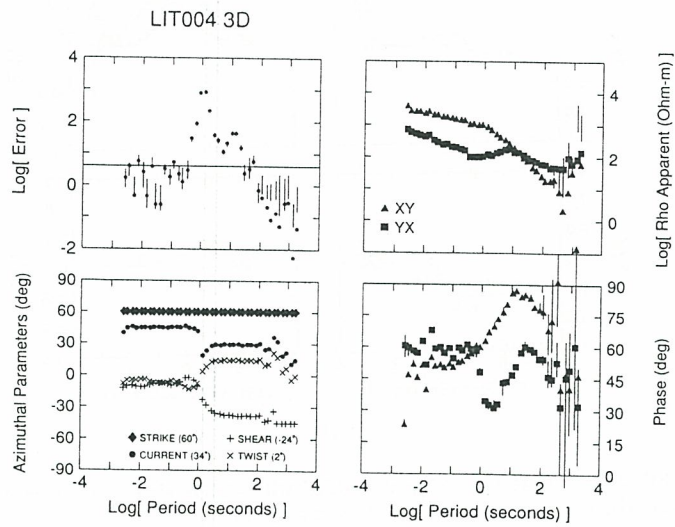 LIT004 3D
Log[ Error ]
4
2
0
-2
Log[ Rho Apparent (Ohm-m) ]
4
2
0
▲ XY
■ YX
Azimuthal Parameters (deg)
90
60
30
0
-30
-60
-90
◆ STRIKE (60°) + SHEAR (-24°)
● CURRENT (34°) × TWIST (2°)
-4 -2 0 2 4
Log[ Period (seconds) ]
Phase (deg)
90
75
60
45
30
15
0
-4 -2 0 2 4
Log[ Period (seconds) ]